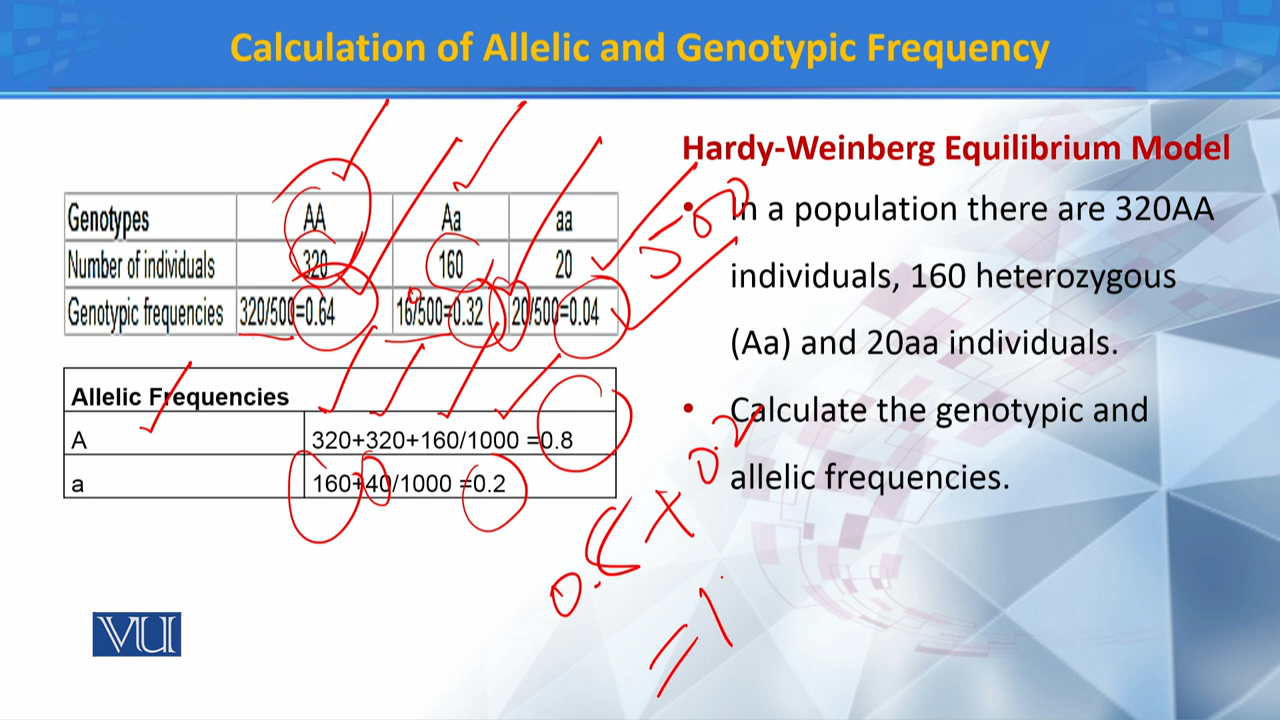 Calculation of Allelic and Genotypic Frequency
Genotypes AA Aa aa
Number of individuals 320 160 20
Genotypic frequencies 320/500=0.64 16/500=0.32 20/500=0.04
0
500
Allelic Frequencies
A 320+320+160/1000 =0.8
a 160+40/1000 =0.2
Hardy-Weinberg Equilibrium Model
• In a population there are 320AA
individuals, 160 heterozygous
(Aa) and 20aa individuals.
• Calculate the genotypic and
allelic frequencies.
0.8 + 0.2
=1
VU